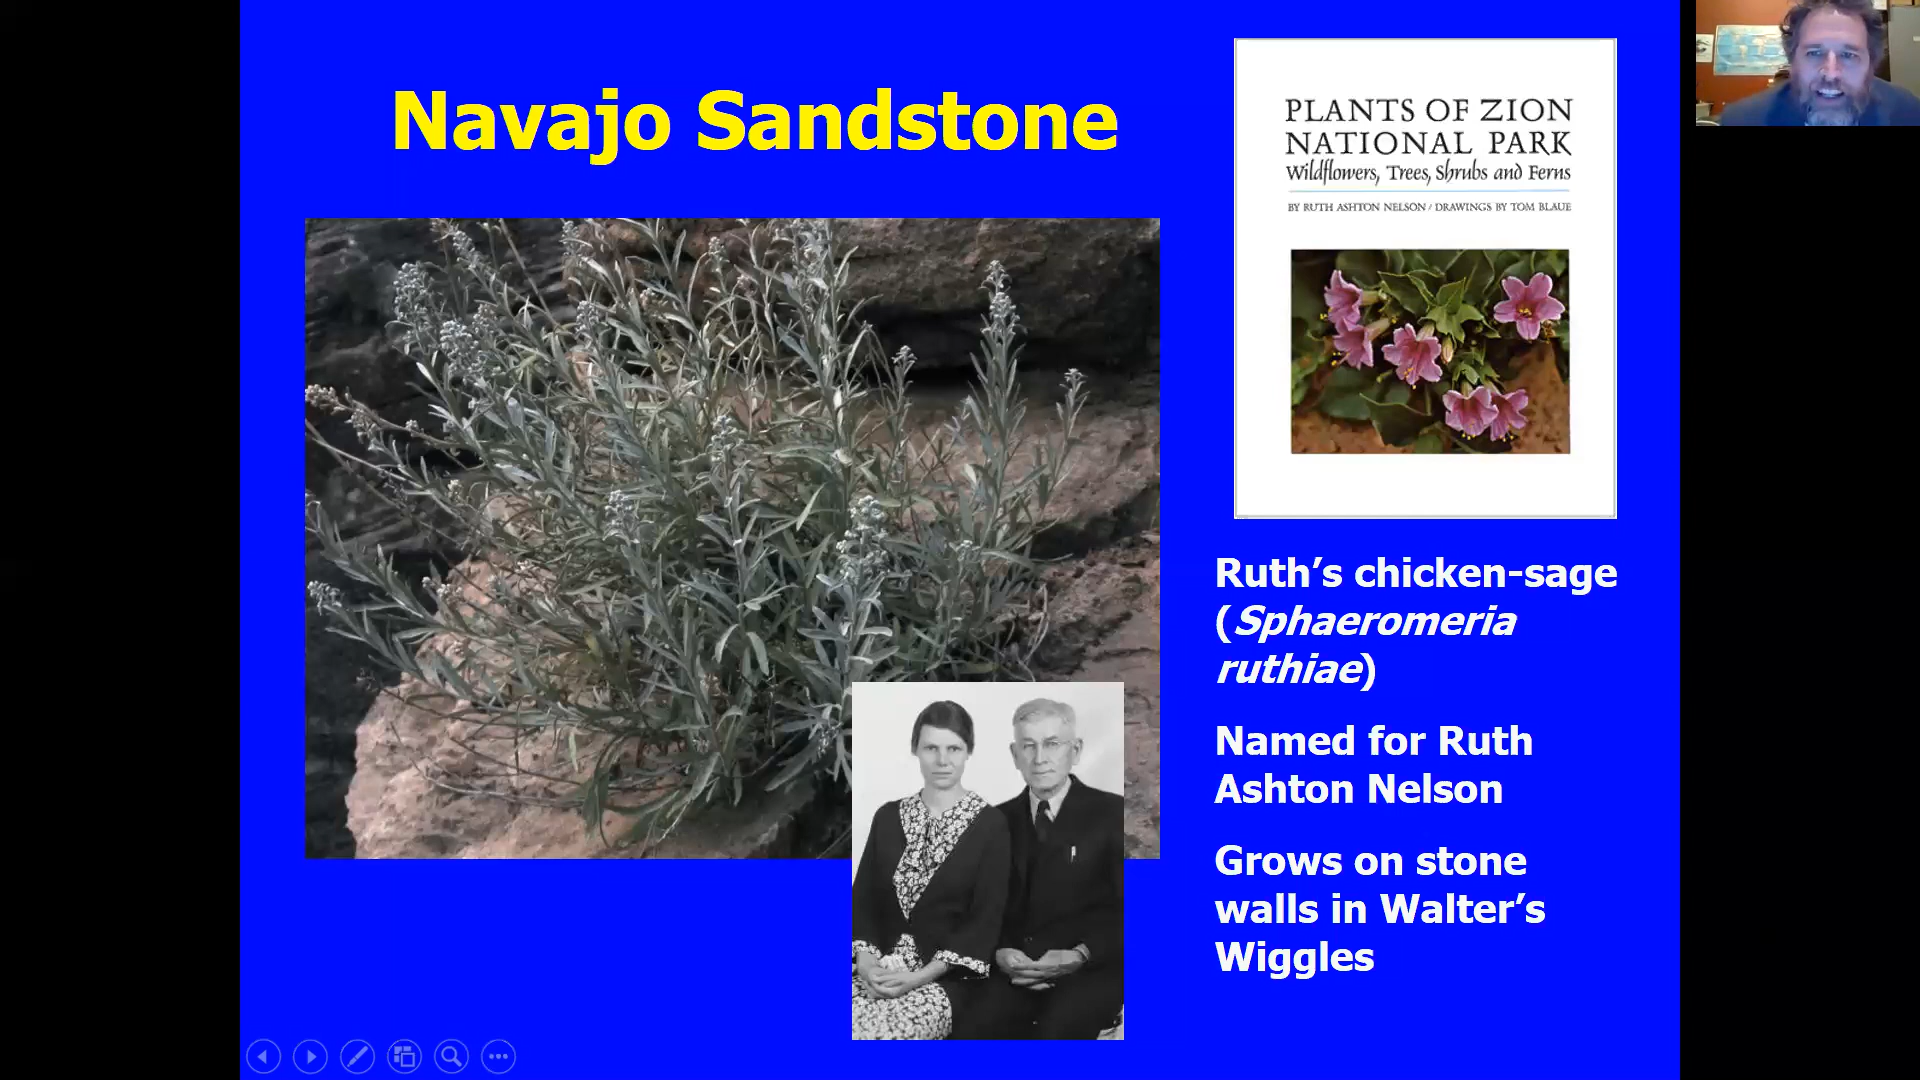 Navajo Sandstone
PLANTS OF ZION
NATIONAL PARK
Wildflowers, Trees, Shrubs and Ferns
BY RUTH ASHTON NELSON / DRAWINGS BY TOM BLAUE
Ruth’s chicken-sage
(Sphaeromeria
ruthiae)
Named for Ruth
Ashton Nelson
Grows on stone
walls in Walter’s
Wiggles